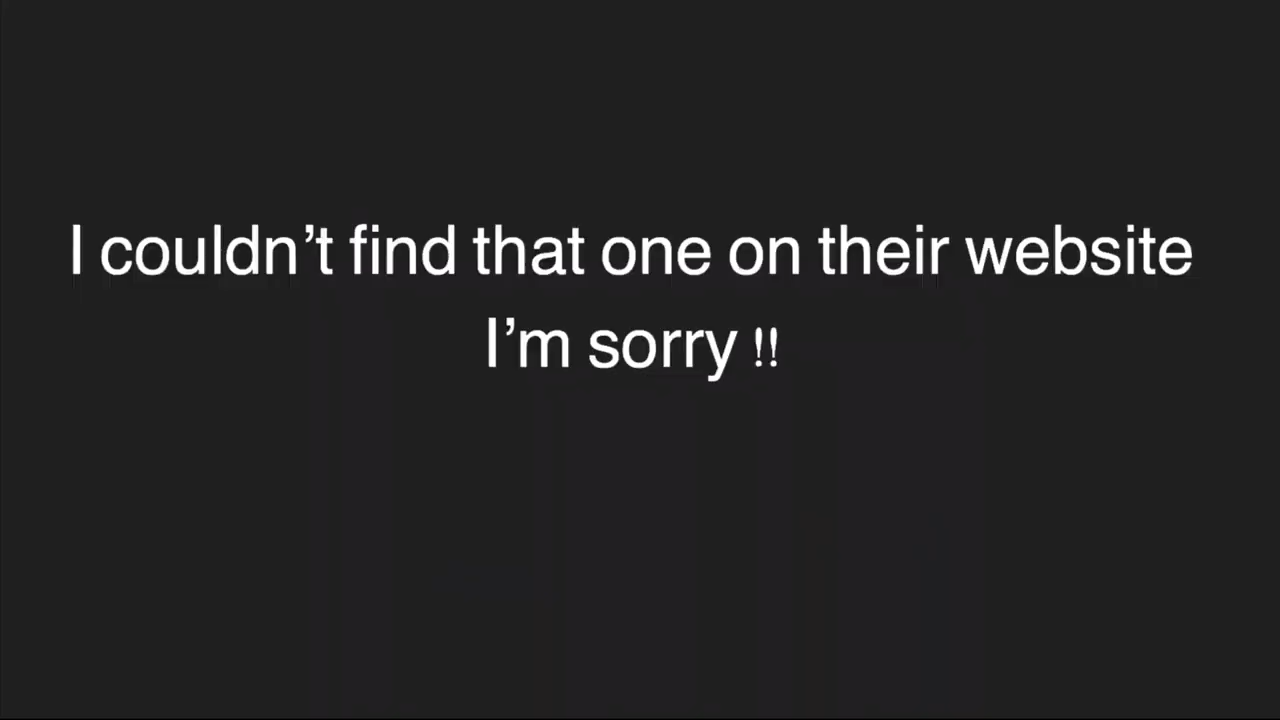 I couldn’t find that one on their website
I’m sorry !!